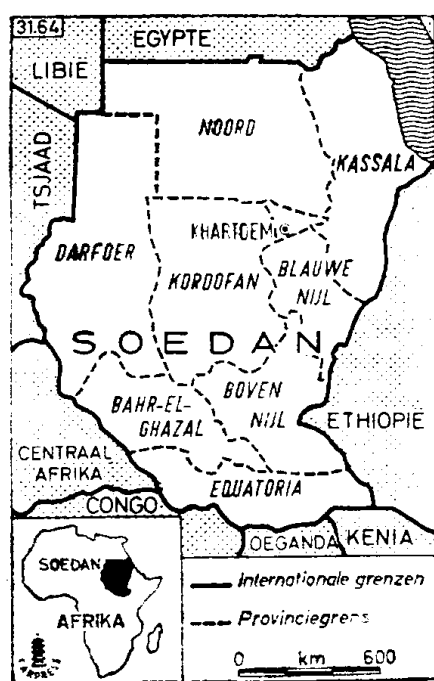 31.64
EGYPTE
LIBIE
TSJAAD
NOORD
KASSALA
KHARTOEM
DARFOER
KORDOFAN
BLAUWE
NIJL
SOEDAN
BAHR-EL-
GHAZAL
BOVEN
NIJL
ETHIOPIE
CENTRAAL
AFRIKA
EQUATORIA
CONGO
OEGANDA
KENIA
SOEDAN
AFRIKA
Internationale grenzen
Provinciegrens
0 km 600